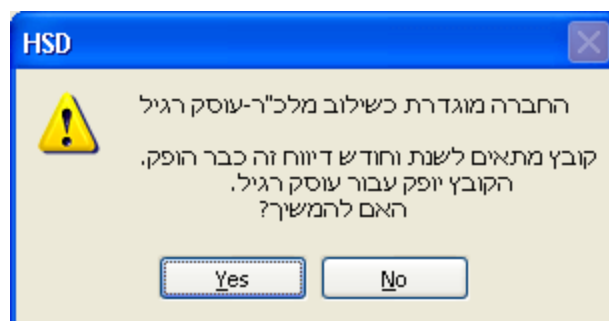 HSD
החברה מוגדרת כשילוב מלכ"ר-עוסק רגיל
קובץ מתאים לשנת וחודש דיווח זה כבר הופק.
הקובץ יופק עבור עוסק רגיל.
האם להמשיך?
Yes No